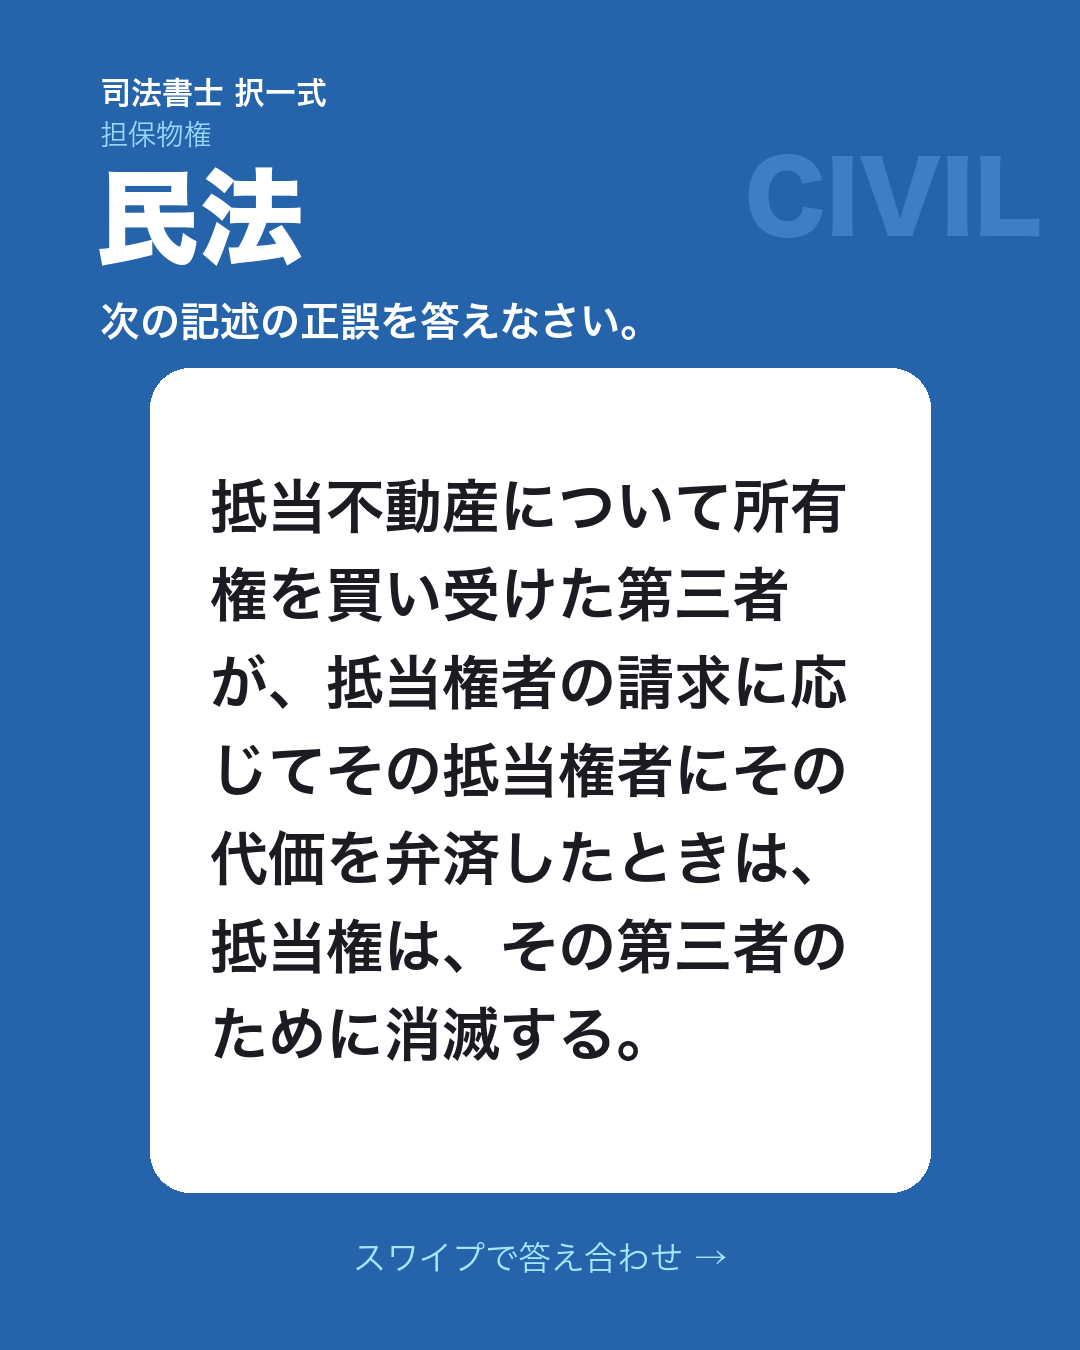 司法書士 択一式
担保物権
民法
CIVIL
次の記述の正誤を答えなさい。
抵当不動産について所有
権を買い受けた第三者
が、抵当権者の請求に応
じてその抵当権者にその
代価を弁済したときは、
抵当権は、その第三者の
ために消滅する。
スワイプで答え合わせ →